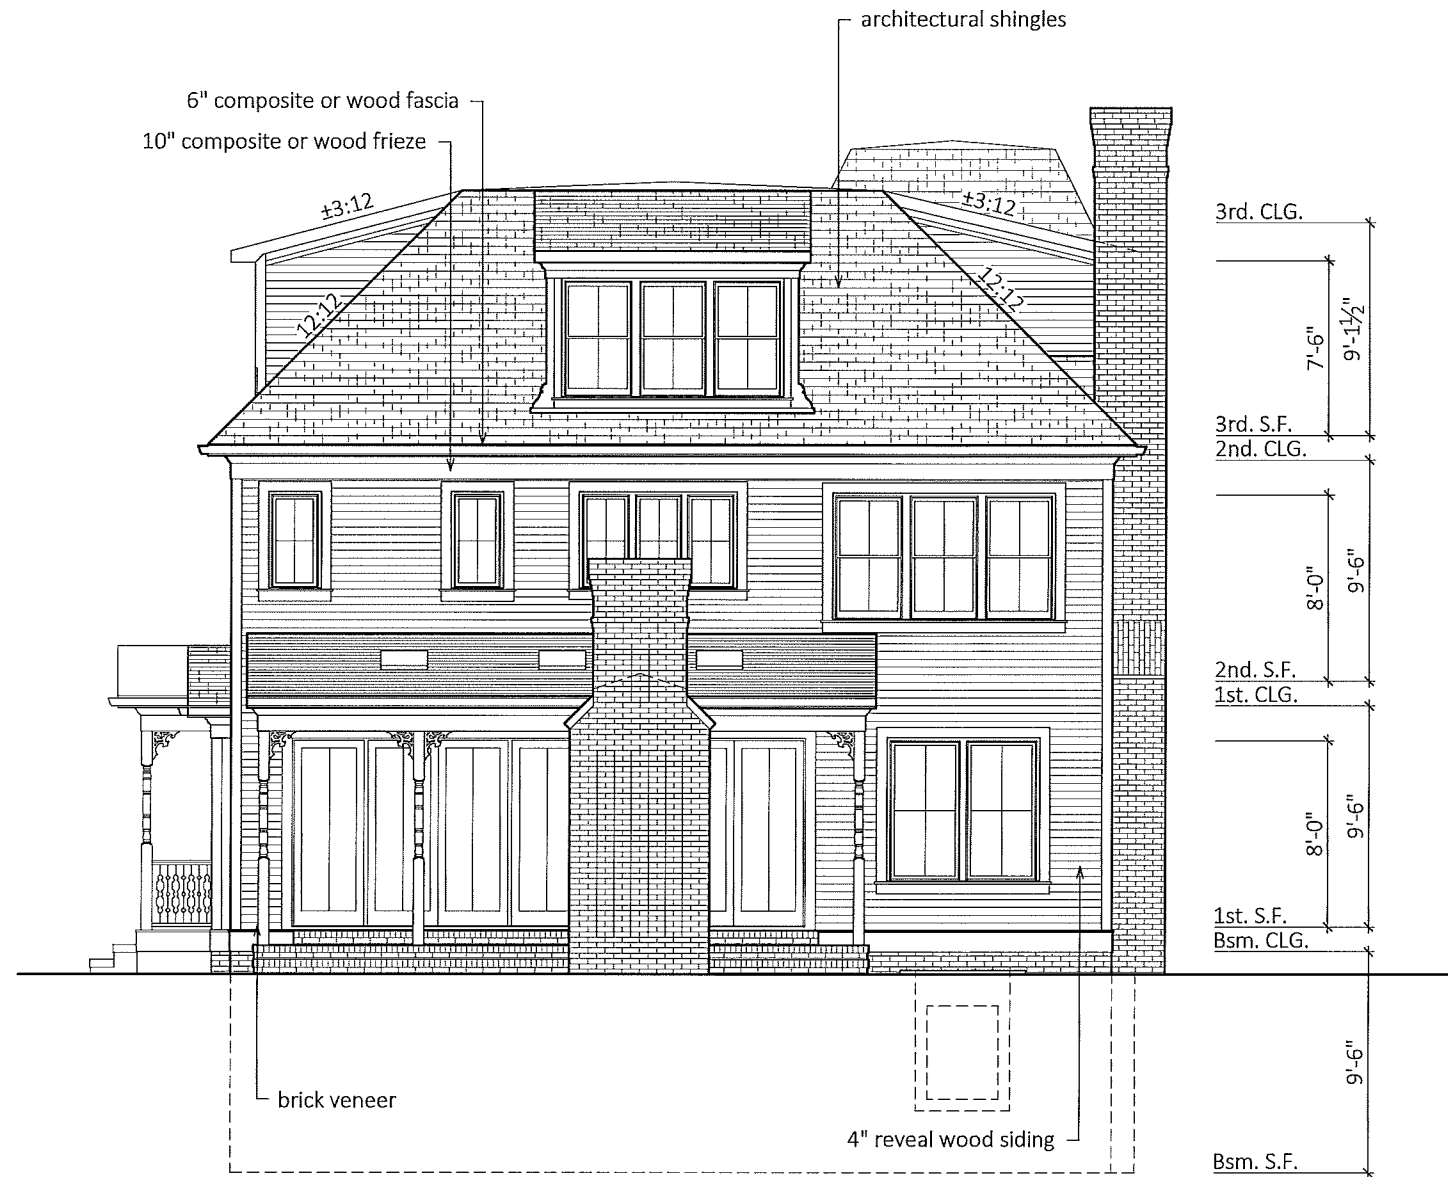 architectural shingles
6" composite or wood fascia
10" composite or wood frieze
±3:12
±3:12
12:12
12:12
3rd. CLG.
7'-6"
9'-1½"
3rd. S.F.
2nd. CLG.
8'-0"
9'-6"
2nd. S.F.
1st. CLG.
8'-0"
9'-6"
1st. S.F.
Bsm. CLG.
9'-6"
brick veneer
4" reveal wood siding
Bsm. S.F.